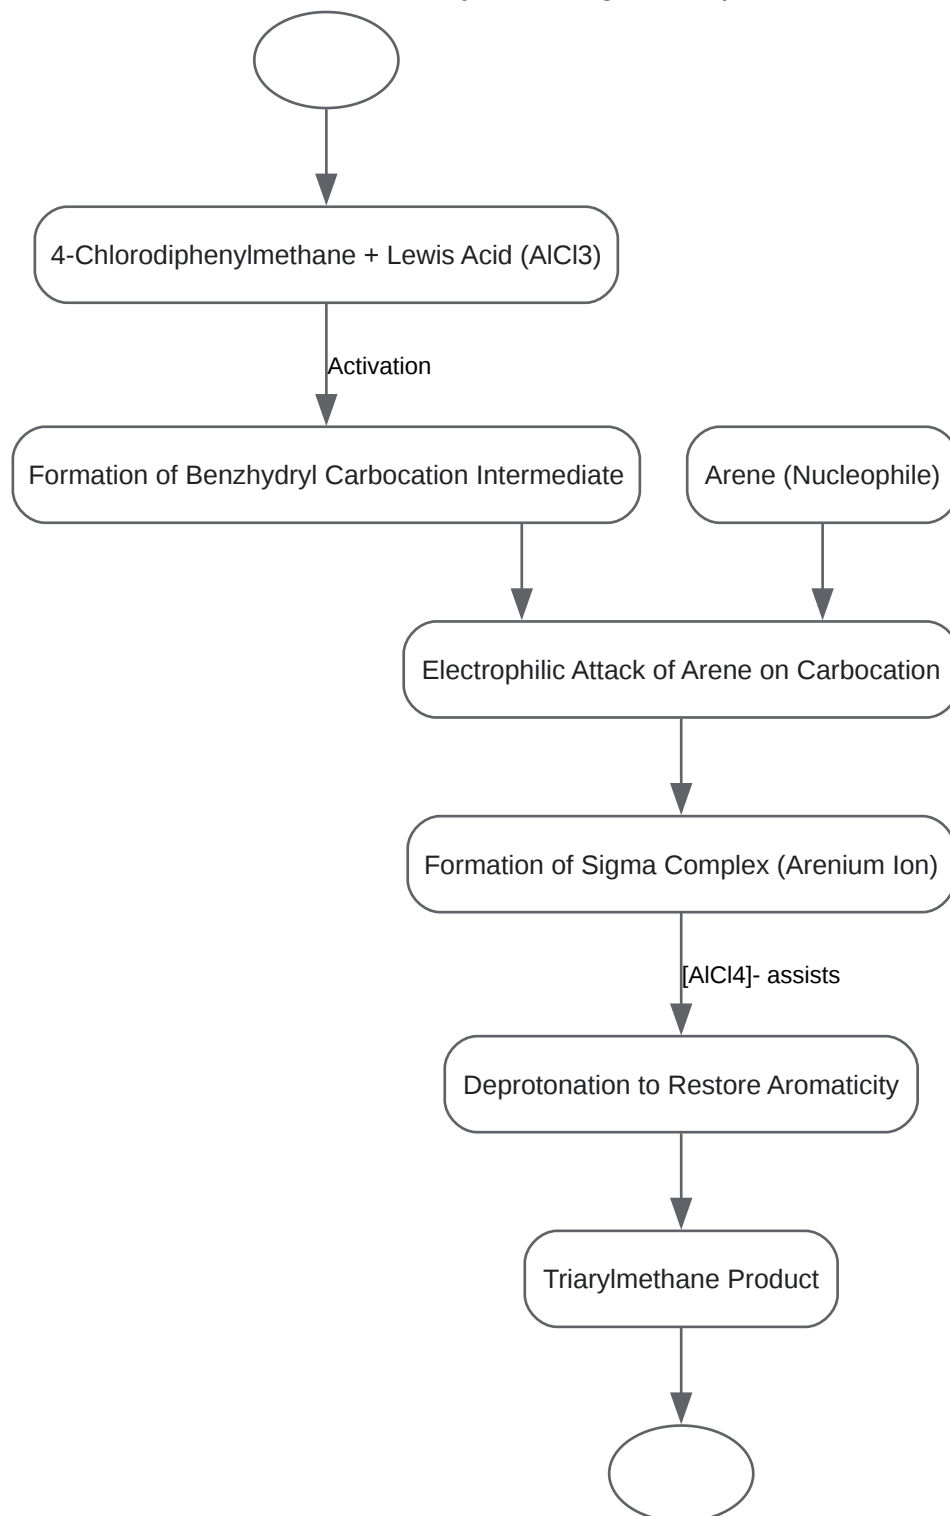 4-Chlorodiphenylmethane + Lewis Acid (AlCl3)
Activation
Formation of Benzhydryl Carbocation Intermediate
Arene (Nucleophile)
Electrophilic Attack of Arene on Carbocation
Formation of Sigma Complex (Arenium Ion)
[AlCl4]- assists
Deprotonation to Restore Aromaticity
Triarylmethane Product